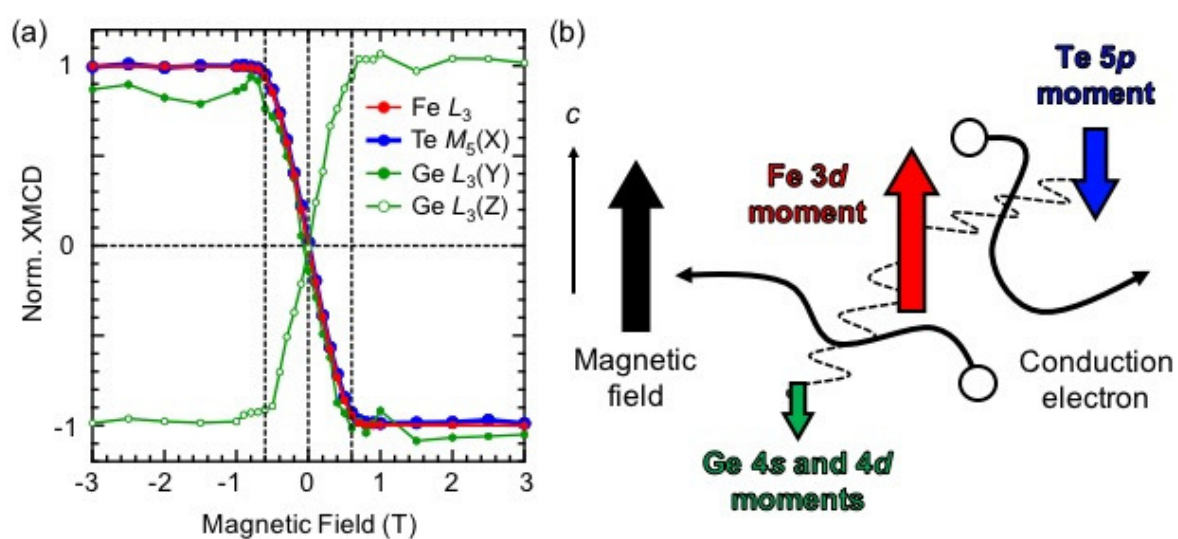 (a)
Norm. XMCD
1
0
-1
Fe L3
Te M5(X)
Ge L3(Y)
Ge L3(Z)
-3 -2 -1 0 1 2 3
Magnetic Field (T)
(b)
c
Magnetic
field
Fe 3d
moment
Te 5p
moment
Conduction
electron
Ge 4s and 4d
moments